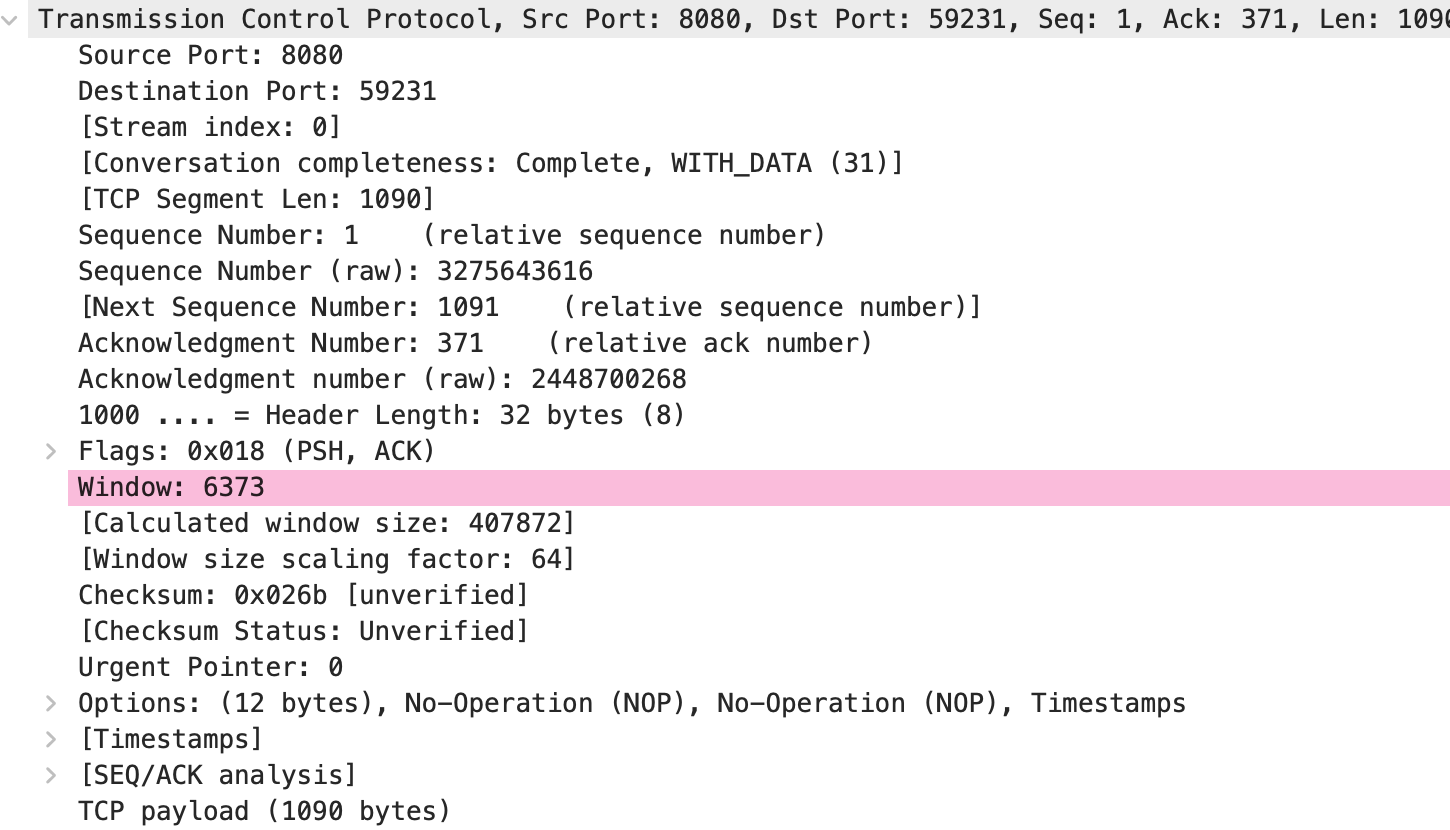 Transmission Control Protocol, Src Port: 8080, Dst Port: 59231, Seq: 1, Ack: 371, Len: 1090
Source Port: 8080
Destination Port: 59231
[Stream index: 0]
[Conversation completeness: Complete, WITH_DATA (31)]
[TCP Segment Len: 1090]
Sequence Number: 1    (relative sequence number)
Sequence Number (raw): 3275643616
[Next Sequence Number: 1091    (relative sequence number)]
Acknowledgment Number: 371    (relative ack number)
Acknowledgment number (raw): 2448700268
1000 .... = Header Length: 32 bytes (8)
Flags: 0x018 (PSH, ACK)
Window: 6373
[Calculated window size: 407872]
[Window size scaling factor: 64]
Checksum: 0x026b [unverified]
[Checksum Status: Unverified]
Urgent Pointer: 0
Options: (12 bytes), No-Operation (NOP), No-Operation (NOP), Timestamps
[Timestamps]
[SEQ/ACK analysis]
TCP payload (1090 bytes)